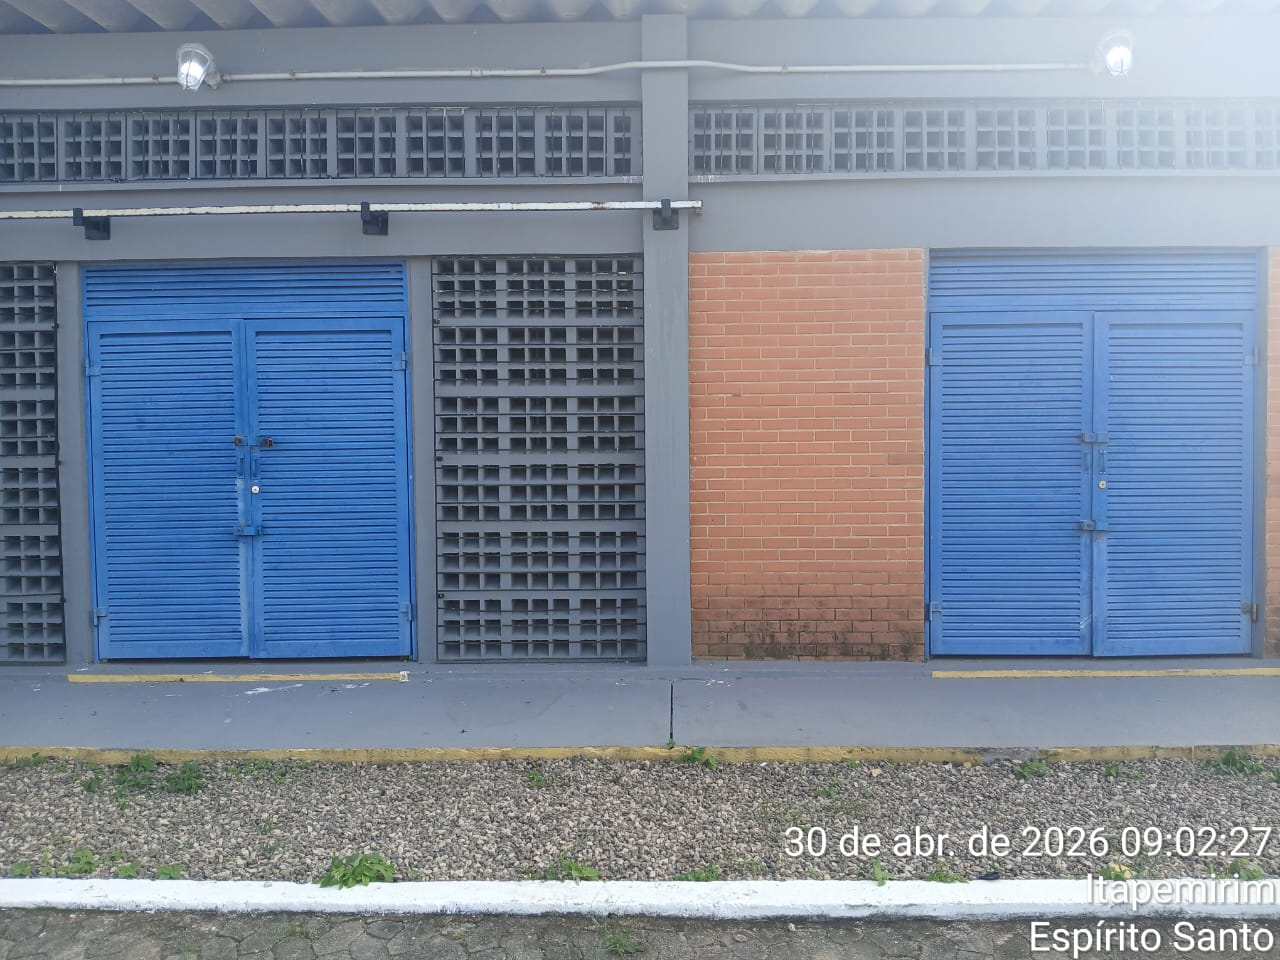 30 de abr. de 2026 09:02:27
Itapemirim
Espírito Santo